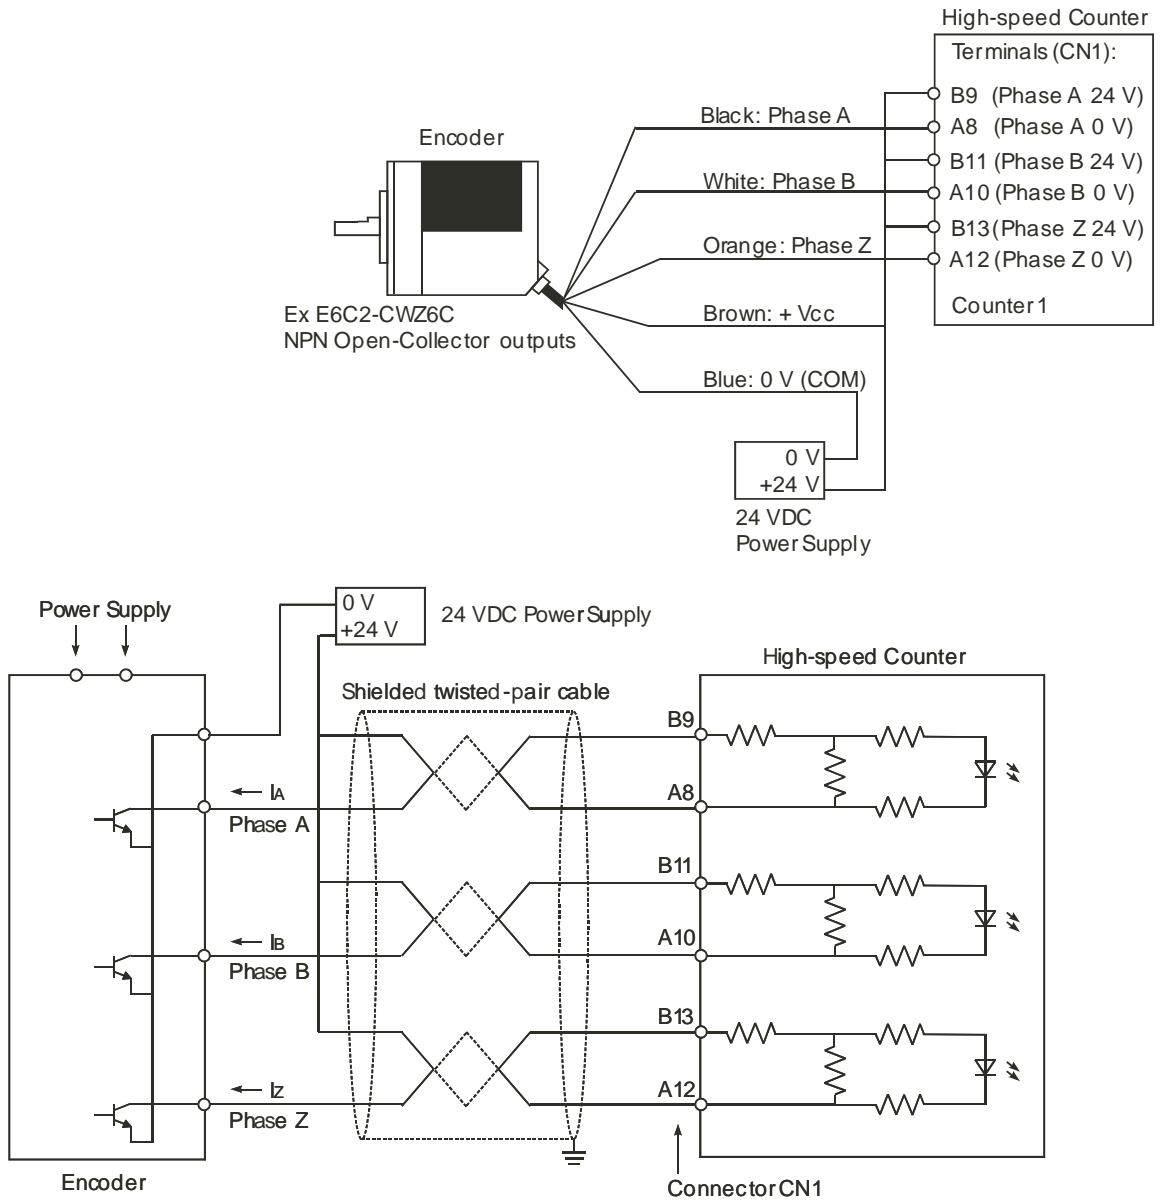 High-speed Counter
Terminals (CN1):
B9 (Phase A 24 V)
Black: Phase A
A8 (Phase A 0 V)
Encoder
B11 (Phase B 24 V)
White: Phase B
A10 (Phase B 0 V)
B13 (Phase Z 24 V)
Orange: Phase Z
A12 (Phase Z 0 V)
Ex E6C2-CWZ6C
NPN Open-Collector outputs
Brown: + Vcc
Counter 1
Blue: 0 V (COM)
0 V
+24 V
24 VDC
Power Supply
Power Supply
0 V
+24 V
24 VDC Power Supply
High-speed Counter
Shielded twisted-pair cable
B9
IA
A8
Phase A
B11
IB
A10
Phase B
B13
IZ
A12
Phase Z
Encoder
Connector CN1